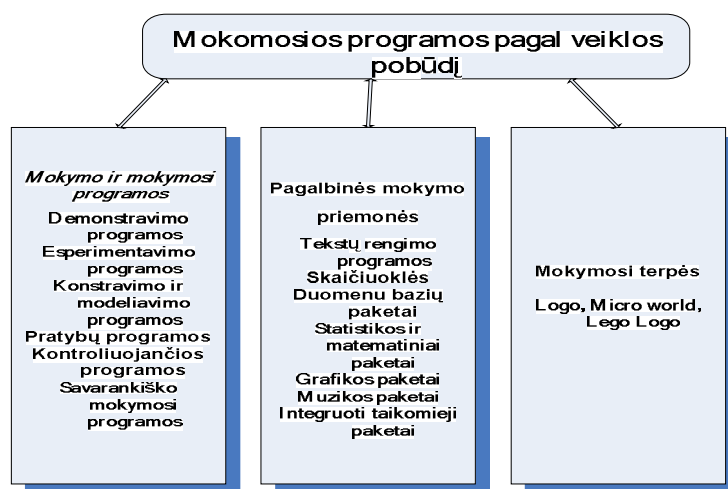 Mokomosios programos pagal veiklos
pobūdį
Mokymo ir mokymosi
programos
Demonstravimo
programos
Esperimentavimo
programos
Konstravimo ir
modeliavimo
programos
Pratybų programos
Kontroliuojančios
programos
Savarankiško
mokymosi
programos
Pagalbinės mokymo
priemonės
Tekstų rengimo
programos
Skaičiuoklės
Duomenu bazių
paketai
Statistikos ir
matematiniai
paketai
Grafikos paketai
Muzikos paketai
Integruoti taikomieji
paketai
Mokymosi terpės
Logo, Micro world,
Lego Logo